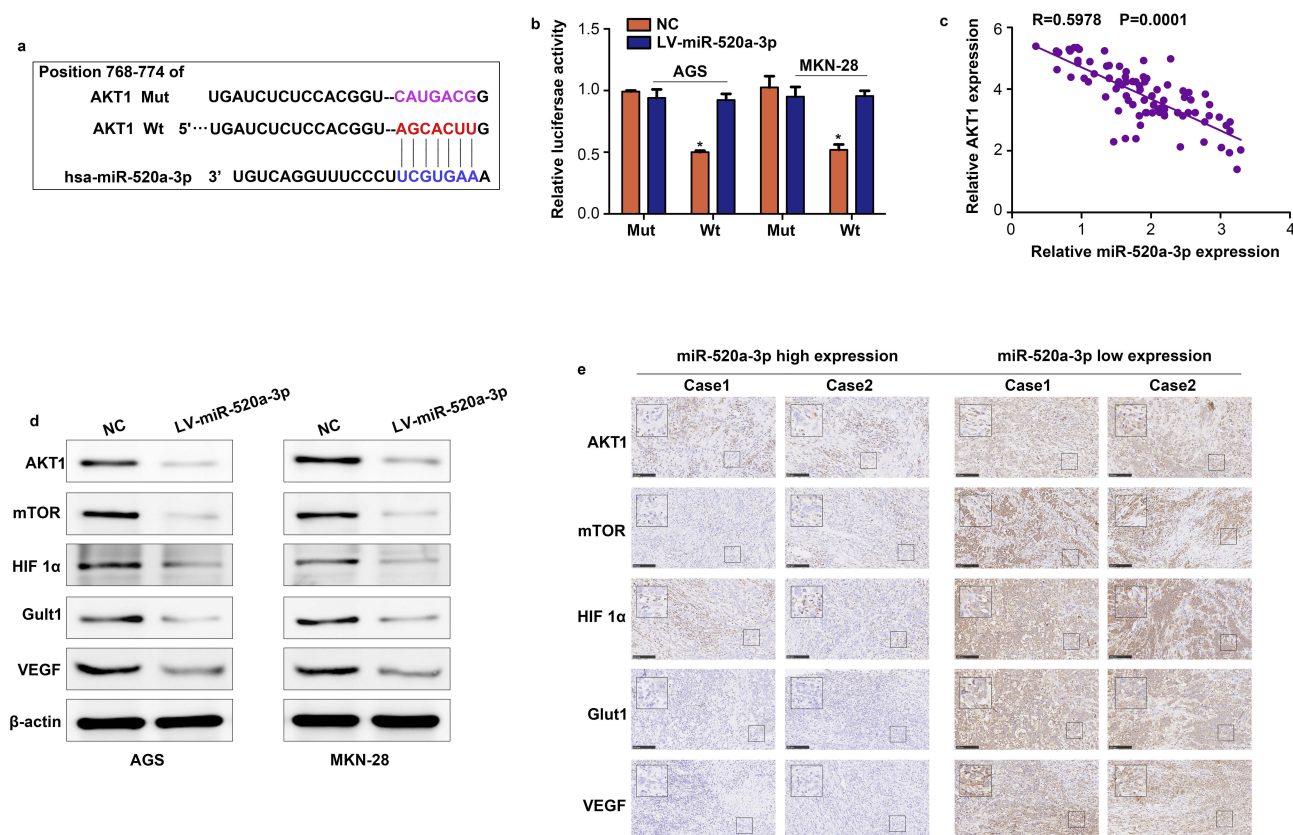 a
Position 768-774 of
AKT1 Mut UGAUCUCUCCACGGU--CAUGACGG
AKT1 Wt 5'···UGAUCUCUCCACGGU--AGCACUUG
hsa-miR-520a-3p 3’ UGUCAGGUUUCCCUUCGUGAAA
b
NC
LV-miR-520a-3p
Relative lucifersae activity
1.5
1.0
0.5
0.0
AGS
MKN-28
* *
Mut Wt Mut Wt
c
R=0.5978 P=0.0001
Relative AKT1 expression
6
4
2
0
0 1 2 3 4
Relative miR-520a-3p expression
d
NC LV-miR-520a-3p NC LV-miR-520a-3p
AKT1
mTOR
HIF 1α
Gult1
VEGF
β-actin
AGS MKN-28
e
miR-520a-3p high expression miR-520a-3p low expression
Case1 Case2 Case1 Case2
AKT1
mTOR
HIF 1α
Glut1
VEGF